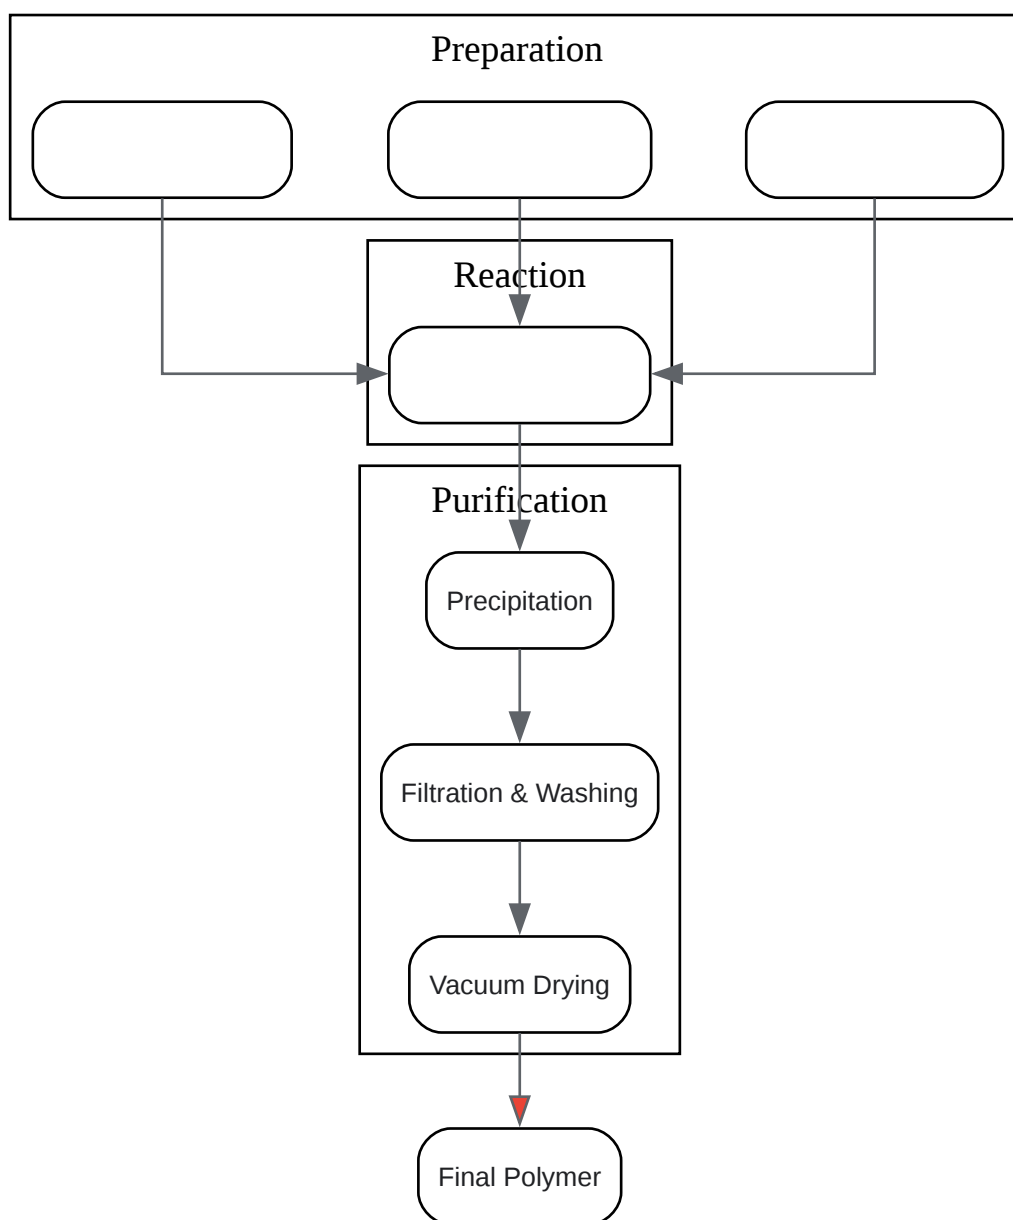 Preparation
Reaction
Purification
Precipitation
Filtration & Washing
Vacuum Drying
Final Polymer